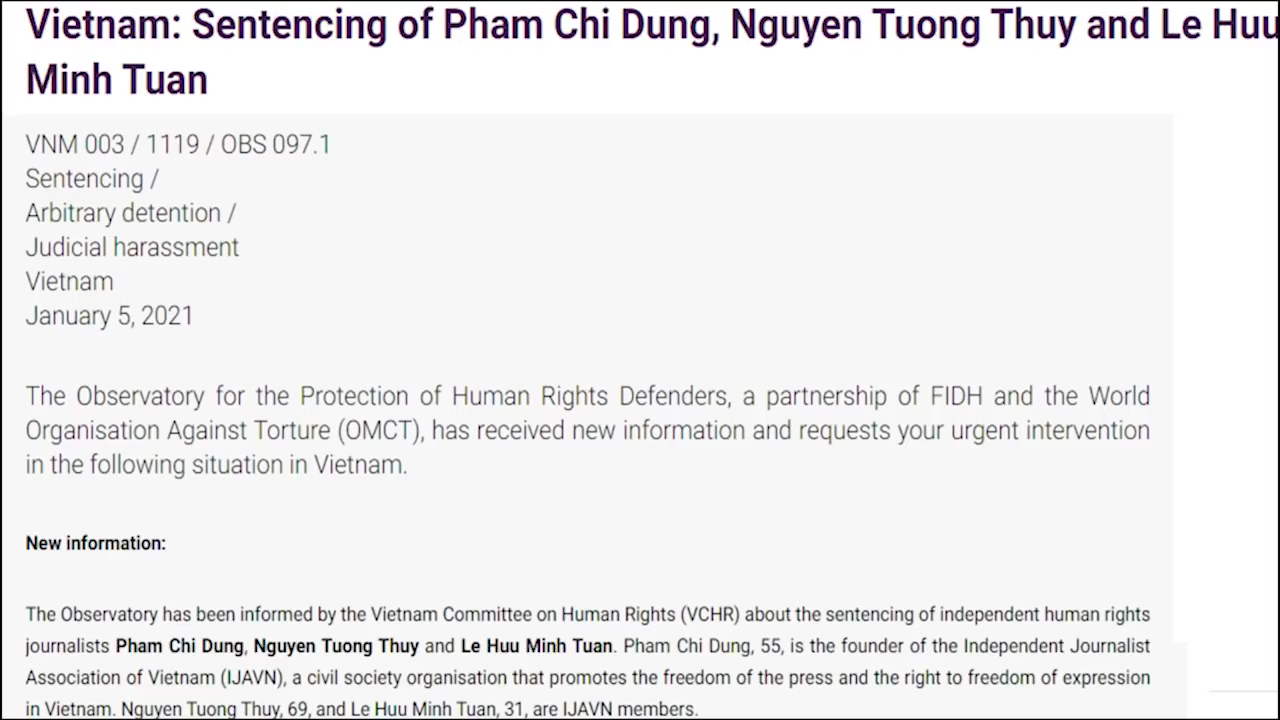 Vietnam: Sentencing of Pham Chi Dung, Nguyen Tuong Thuy and Le Huu
Minh Tuan
VNM 003 / 1119 / OBS 097.1
Sentencing /
Arbitrary detention /
Judicial harassment
Vietnam
January 5, 2021
The Observatory for the Protection of Human Rights Defenders, a partnership of FIDH and the World
Organisation Against Torture (OMCT), has received new information and requests your urgent intervention
in the following situation in Vietnam.
New information:
The Observatory has been informed by the Vietnam Committee on Human Rights (VCHR) about the sentencing of independent human rights
journalists Pham Chi Dung, Nguyen Tuong Thuy and Le Huu Minh Tuan. Pham Chi Dung, 55, is the founder of the Independent Journalist
Association of Vietnam (IJAVN), a civil society organisation that promotes the freedom of the press and the right to freedom of expression
in Vietnam. Nguyen Tuong Thuy, 69, and Le Huu Minh Tuan, 31, are IJAVN members.